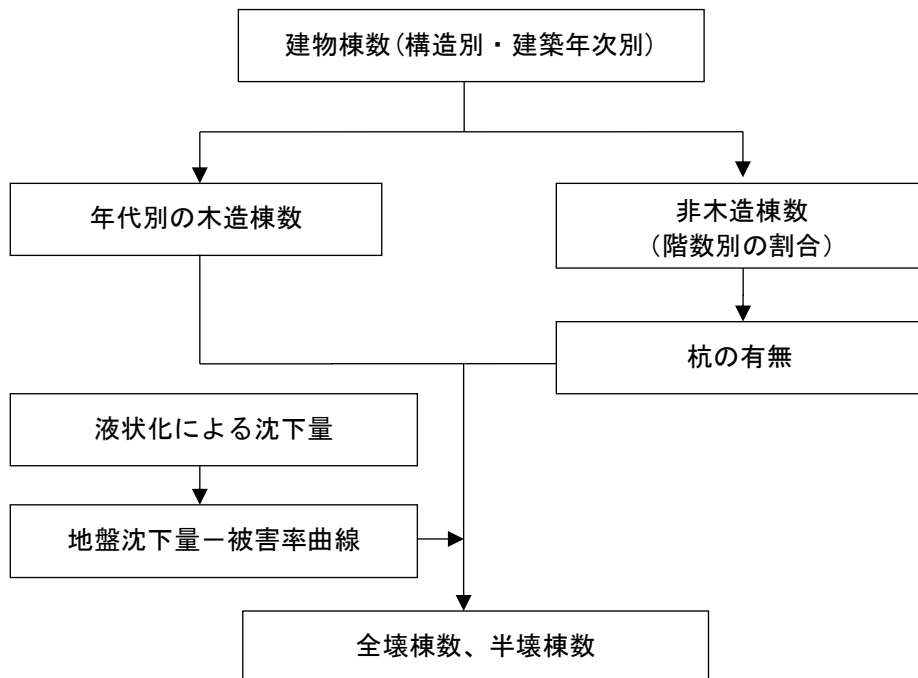 建物棟数(構造別・建築年次別)
年代別の木造棟数
非木造棟数
(階数別の割合)
杭の有無
液状化による沈下量
地盤沈下量－被害率曲線
全壊棟数、半壊棟数